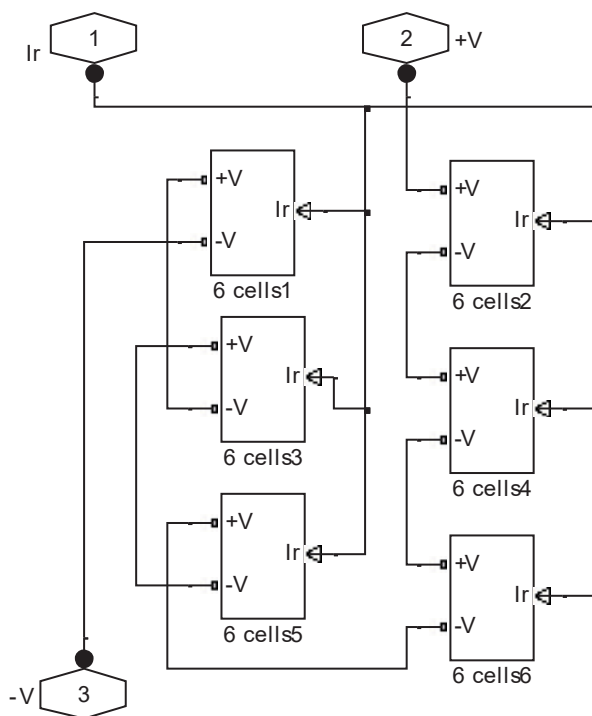 1
Ir
2
+V
+V
-V
Ir
6 cells1
+V
-V
Ir
6 cells2
+V
-V
Ir
6 cells3
+V
-V
Ir
6 cells4
+V
-V
Ir
6 cells5
+V
-V
Ir
6 cells6
-V
3